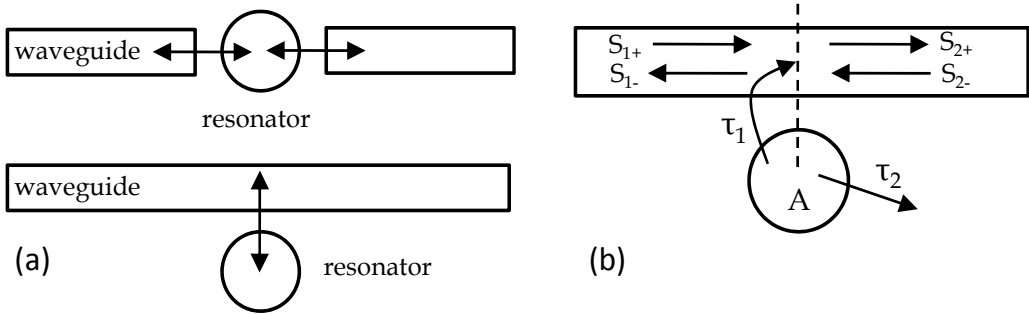 waveguide
resonator
waveguide
resonator
(a)
S1+
S2+
S1-
S2-
τ1
τ2
A
(b)